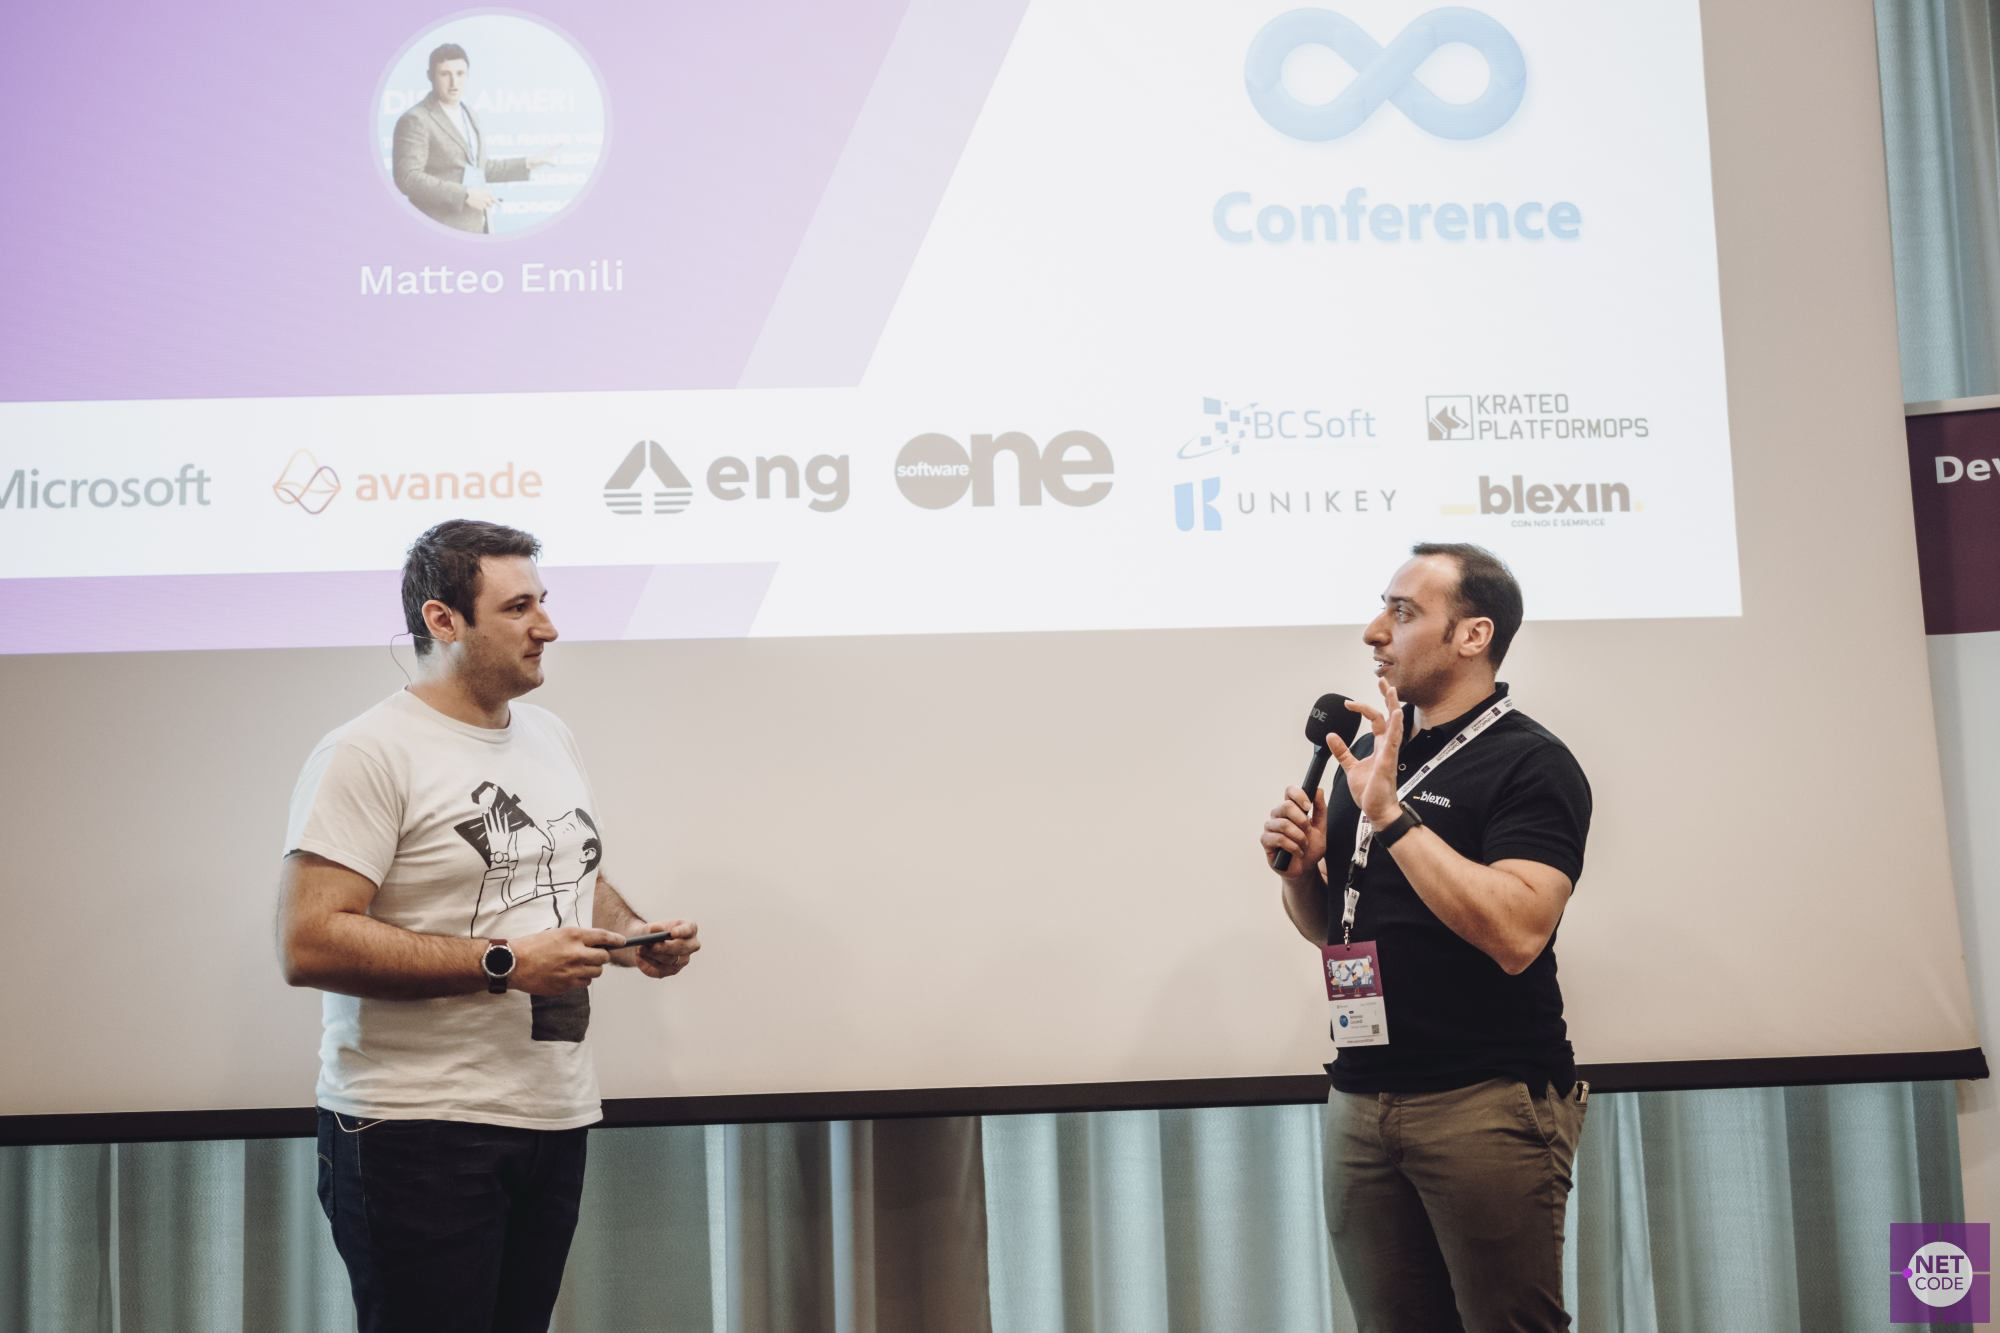 Matteo Emili
Conference
Microsoft
avanade
eng
software
one
BC Soft
KRATEO
PLATFORMOPS
UNIKEY
blexin.
CON NOI È SEMPLICE
Dev
blexin.
.NET
CODE